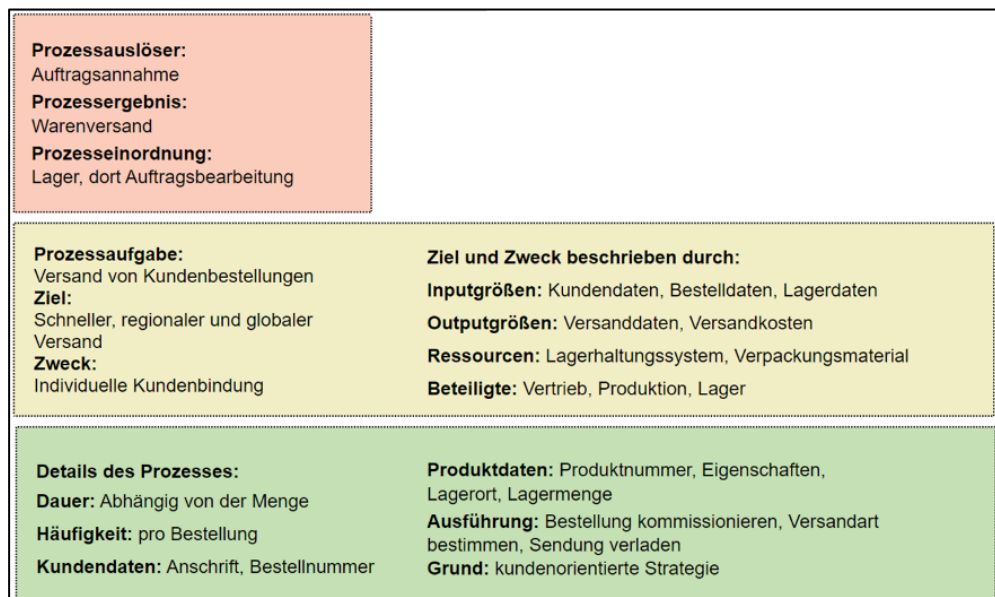 Prozessauslöser:
Auftragsannahme
Prozessergebnis:
Warenversand
Prozesseinordnung:
Lager, dort Auftragsbearbeitung
Prozessaufgabe:
Versand von Kundenbestellungen
Ziel:
Schneller, regionaler und globaler
Versand
Zweck:
Individuelle Kundenbindung
Ziel und Zweck beschrieben durch:
Inputgrößen: Kundendaten, Bestelldaten, Lagerdaten
Outputgrößen: Versanddaten, Versandkosten
Ressourcen: Lagerhaltungssystem, Verpackungsmaterial
Beteiligte: Vertrieb, Produktion, Lager
Details des Prozesses:
Dauer: Abhängig von der Menge
Häufigkeit: pro Bestellung
Kundendaten: Anschrift, Bestellnummer
Produktdaten: Produktnummer, Eigenschaften,
Lagerort, Lagermenge
Ausführung: Bestellung kommissionieren, Versandart
bestimmen, Sendung verladen
Grund: kundenorientierte Strategie